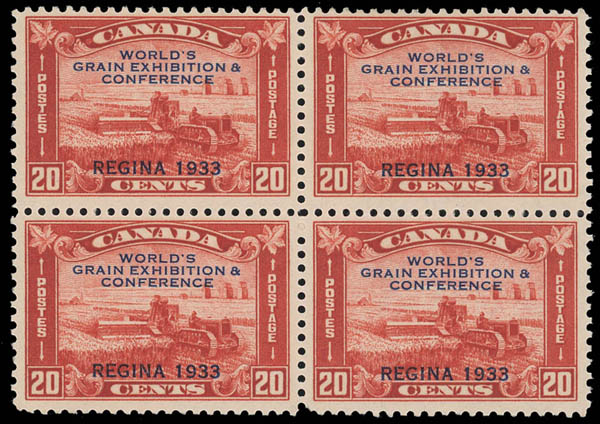 CANADA
WORLD'S
GRAIN EXHIBITION &
CONFERENCE
POSTES
POSTAGE
REGINA 1933
20 CENTS 20
CANADA
WORLD'S
GRAIN EXHIBITION &
CONFERENCE
POSTES
POSTAGE
REGINA 1933
20 CENTS 20
CANADA
WORLD'S
GRAIN EXHIBITION &
CONFERENCE
POSTES
POSTAGE
REGINA 1933
20 CENTS 20
CANADA
WORLD'S
GRAIN EXHIBITION &
CONFERENCE
POSTES
POSTAGE
REGINA 1933
20 CENTS 20